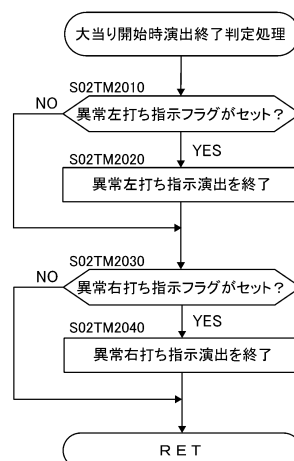 大当り開始時演出終了判定処理
S02TM2010
NO
異常左打ち指示フラグがセット？
YES
S02TM2020
異常左打ち指示演出を終了
S02TM2030
NO
異常右打ち指示フラグがセット？
YES
S02TM2040
異常右打ち指示演出を終了
ＲＥＴ